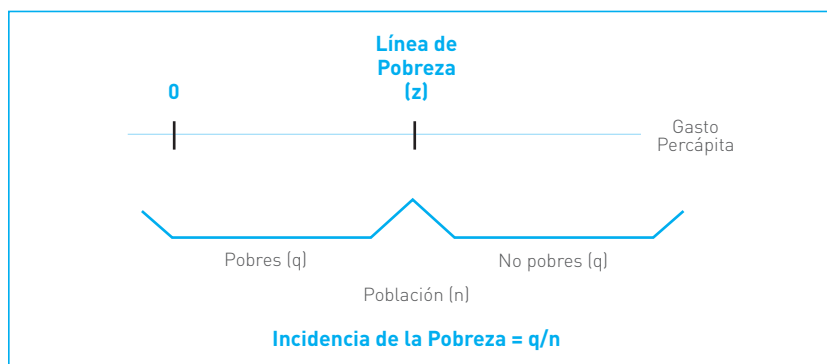 Línea de
Pobreza
0
(z)
Gasto
Percápita
Pobres (q)
No pobres (q)
Población (n)
Incidencia de la Pobreza = q/n